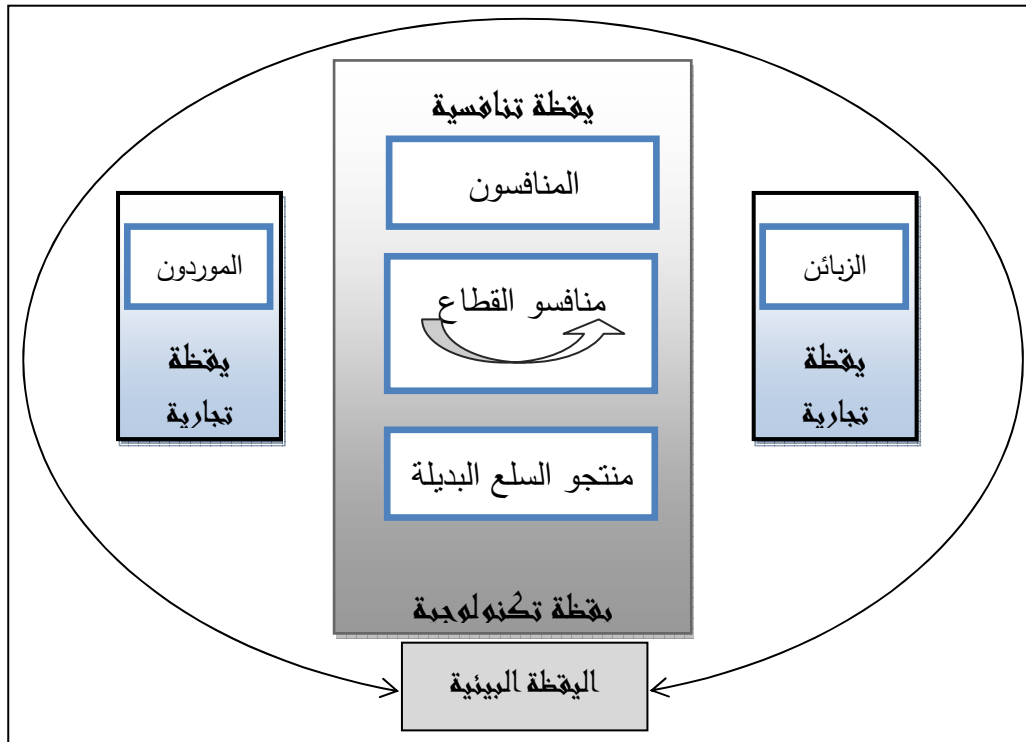 يقظة تنافسية
المنافسون
الزبائن
يقظة
تجارية
منافسو القطاع
الموردون
يقظة
تجارية
منتجو السلع البديلة
يقظة تكنولوجية
اليقظة البيئية